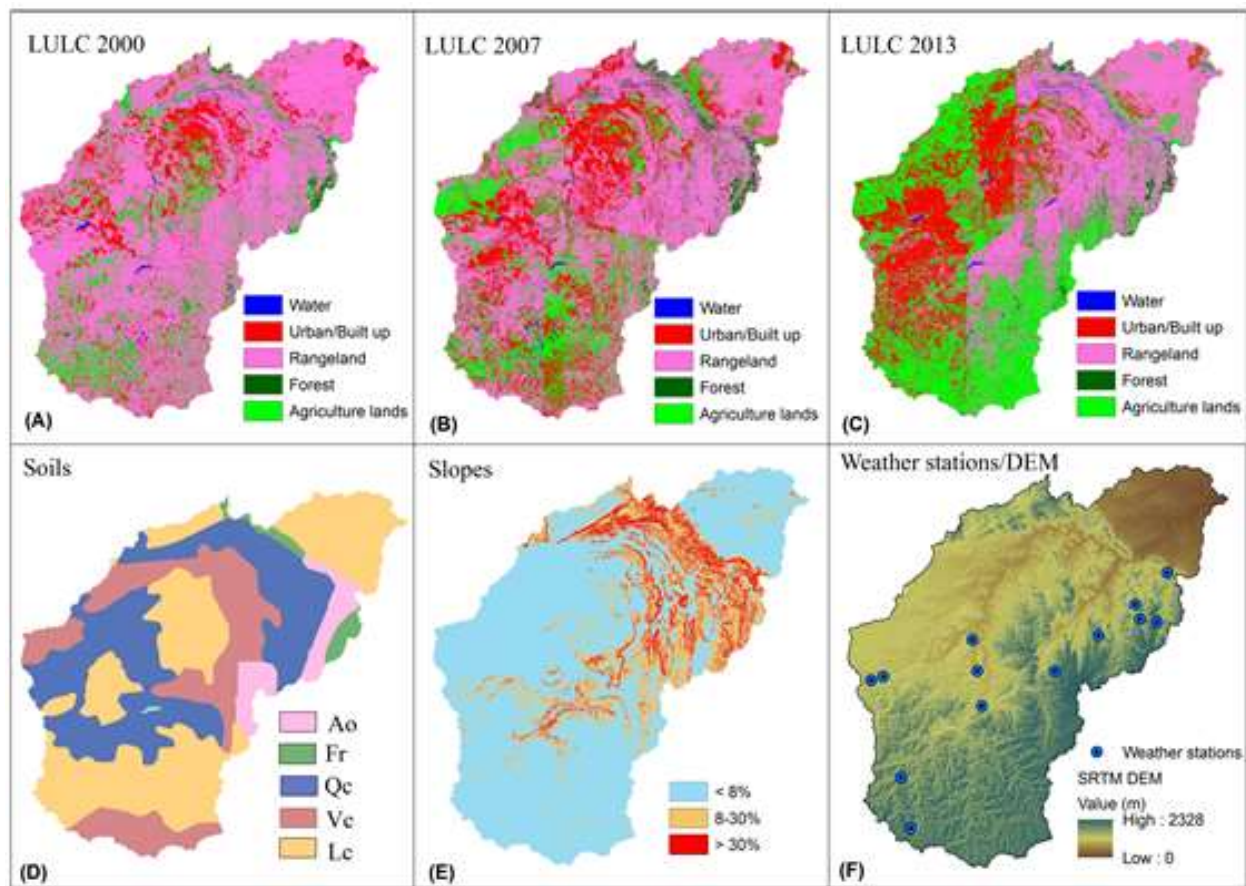 LULC 2000
Water
Urban/Built up
Rangeland
Forest
Agriculture lands
(A)
LULC 2007
Water
Urban/Built up
Rangeland
Forest
Agriculture lands
(B)
LULC 2013
Water
Urban/Built up
Rangeland
Forest
Agriculture lands
(C)
Soils
Ao
Fr
Qc
Vc
Lc
(D)
Slopes
< 8%
8-30%
> 30%
(E)
Weather stations/DEM
Weather stations
SRTM DEM
Value (m)
High : 2328
Low : 0
(F)